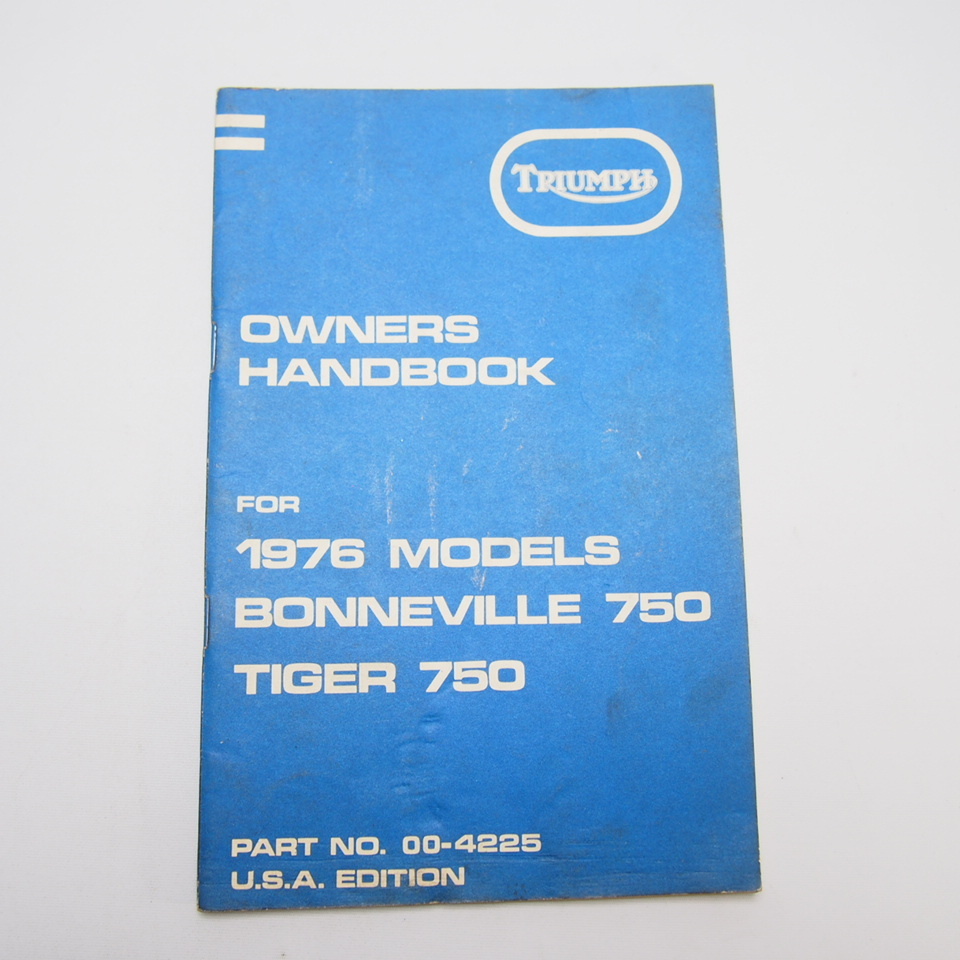 TRIUMPH
OWNERS
HANDBOOK
FOR
1976 MODELS
BONNEVILLE 750
TIGER 750
PART NO. 00-4225
U.S.A. EDITION